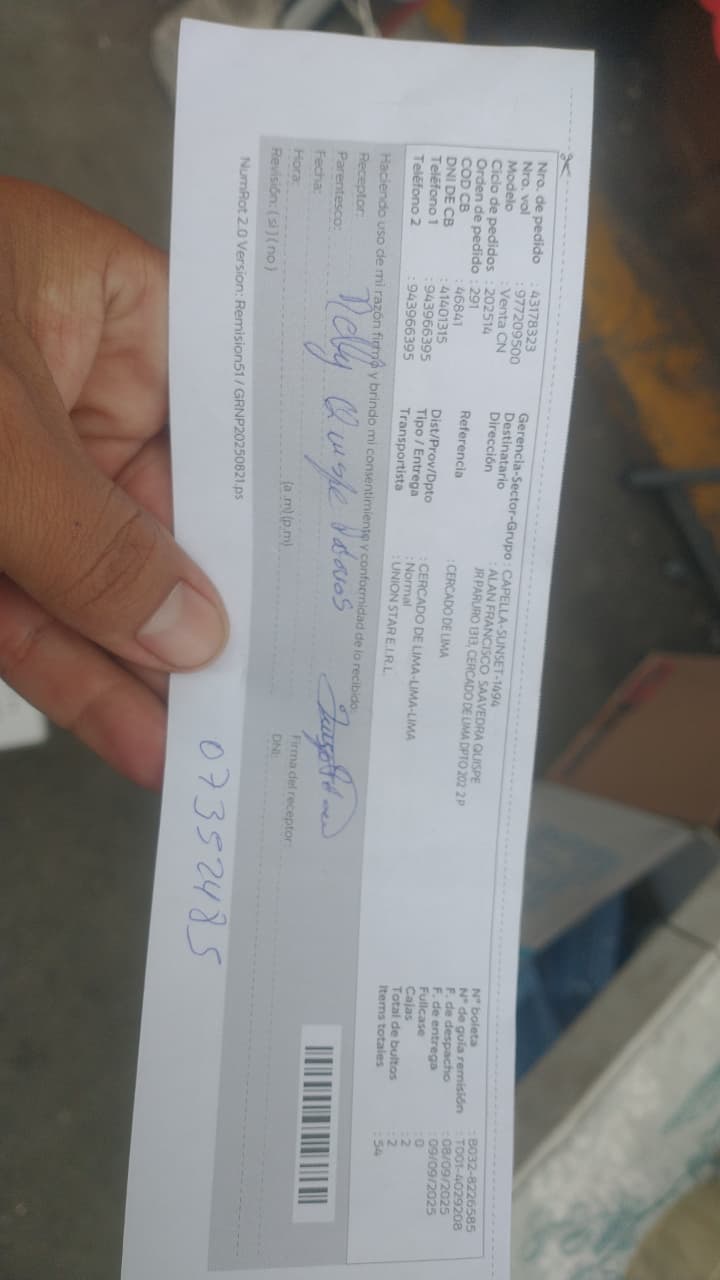 Nro. de pedido : 43178323
Nro. vol : 977209500
Modelo : Venta CN
Ciclo de pedidos : 202514
Orden de pedido : 291
COD CB : 46841
DNI DE CB : 41401315
Teléfono 1 : 943966395
Teléfono 2 : 943966395
Gerencia-Sector-Grupo : CAPELLA-SUNSET-1494
Destinatario : ALAN FRANCISCO SAAVEDRA QUISPE
Dirección JR PARURO 1313, CERCADO DE LIMA DPTO 202 2 P
Referencia : CERCADO DE LIMA
Dist/Prov/Dpto : CERCADO DE LIMA-LIMA-LIMA
Tipo / Entrega : Normal
Transportista : UNION STAR E.I.R.L.
N° boleta : B032-8226585
N° de guía remisión : T001-4029208
F. de despacho : 08/09/2025
F. de entrega : 09/09/2025
Fullcase : 0
Cajas : 2
Total de bultos : 2
Items totales : 54
Haciendo uso de mi razón firmo y brindo mi consentimiento y conformidad de lo recibido:
Receptor:
Parentesco: Nelly Quispe
Fecha:
Hora: (a.m) (p.m) Firma del receptor:
Revisión: ( si ) ( no ) DNI:
07352485
NumRot 2.0 Version: Remision51 / GRNP20250821.ps